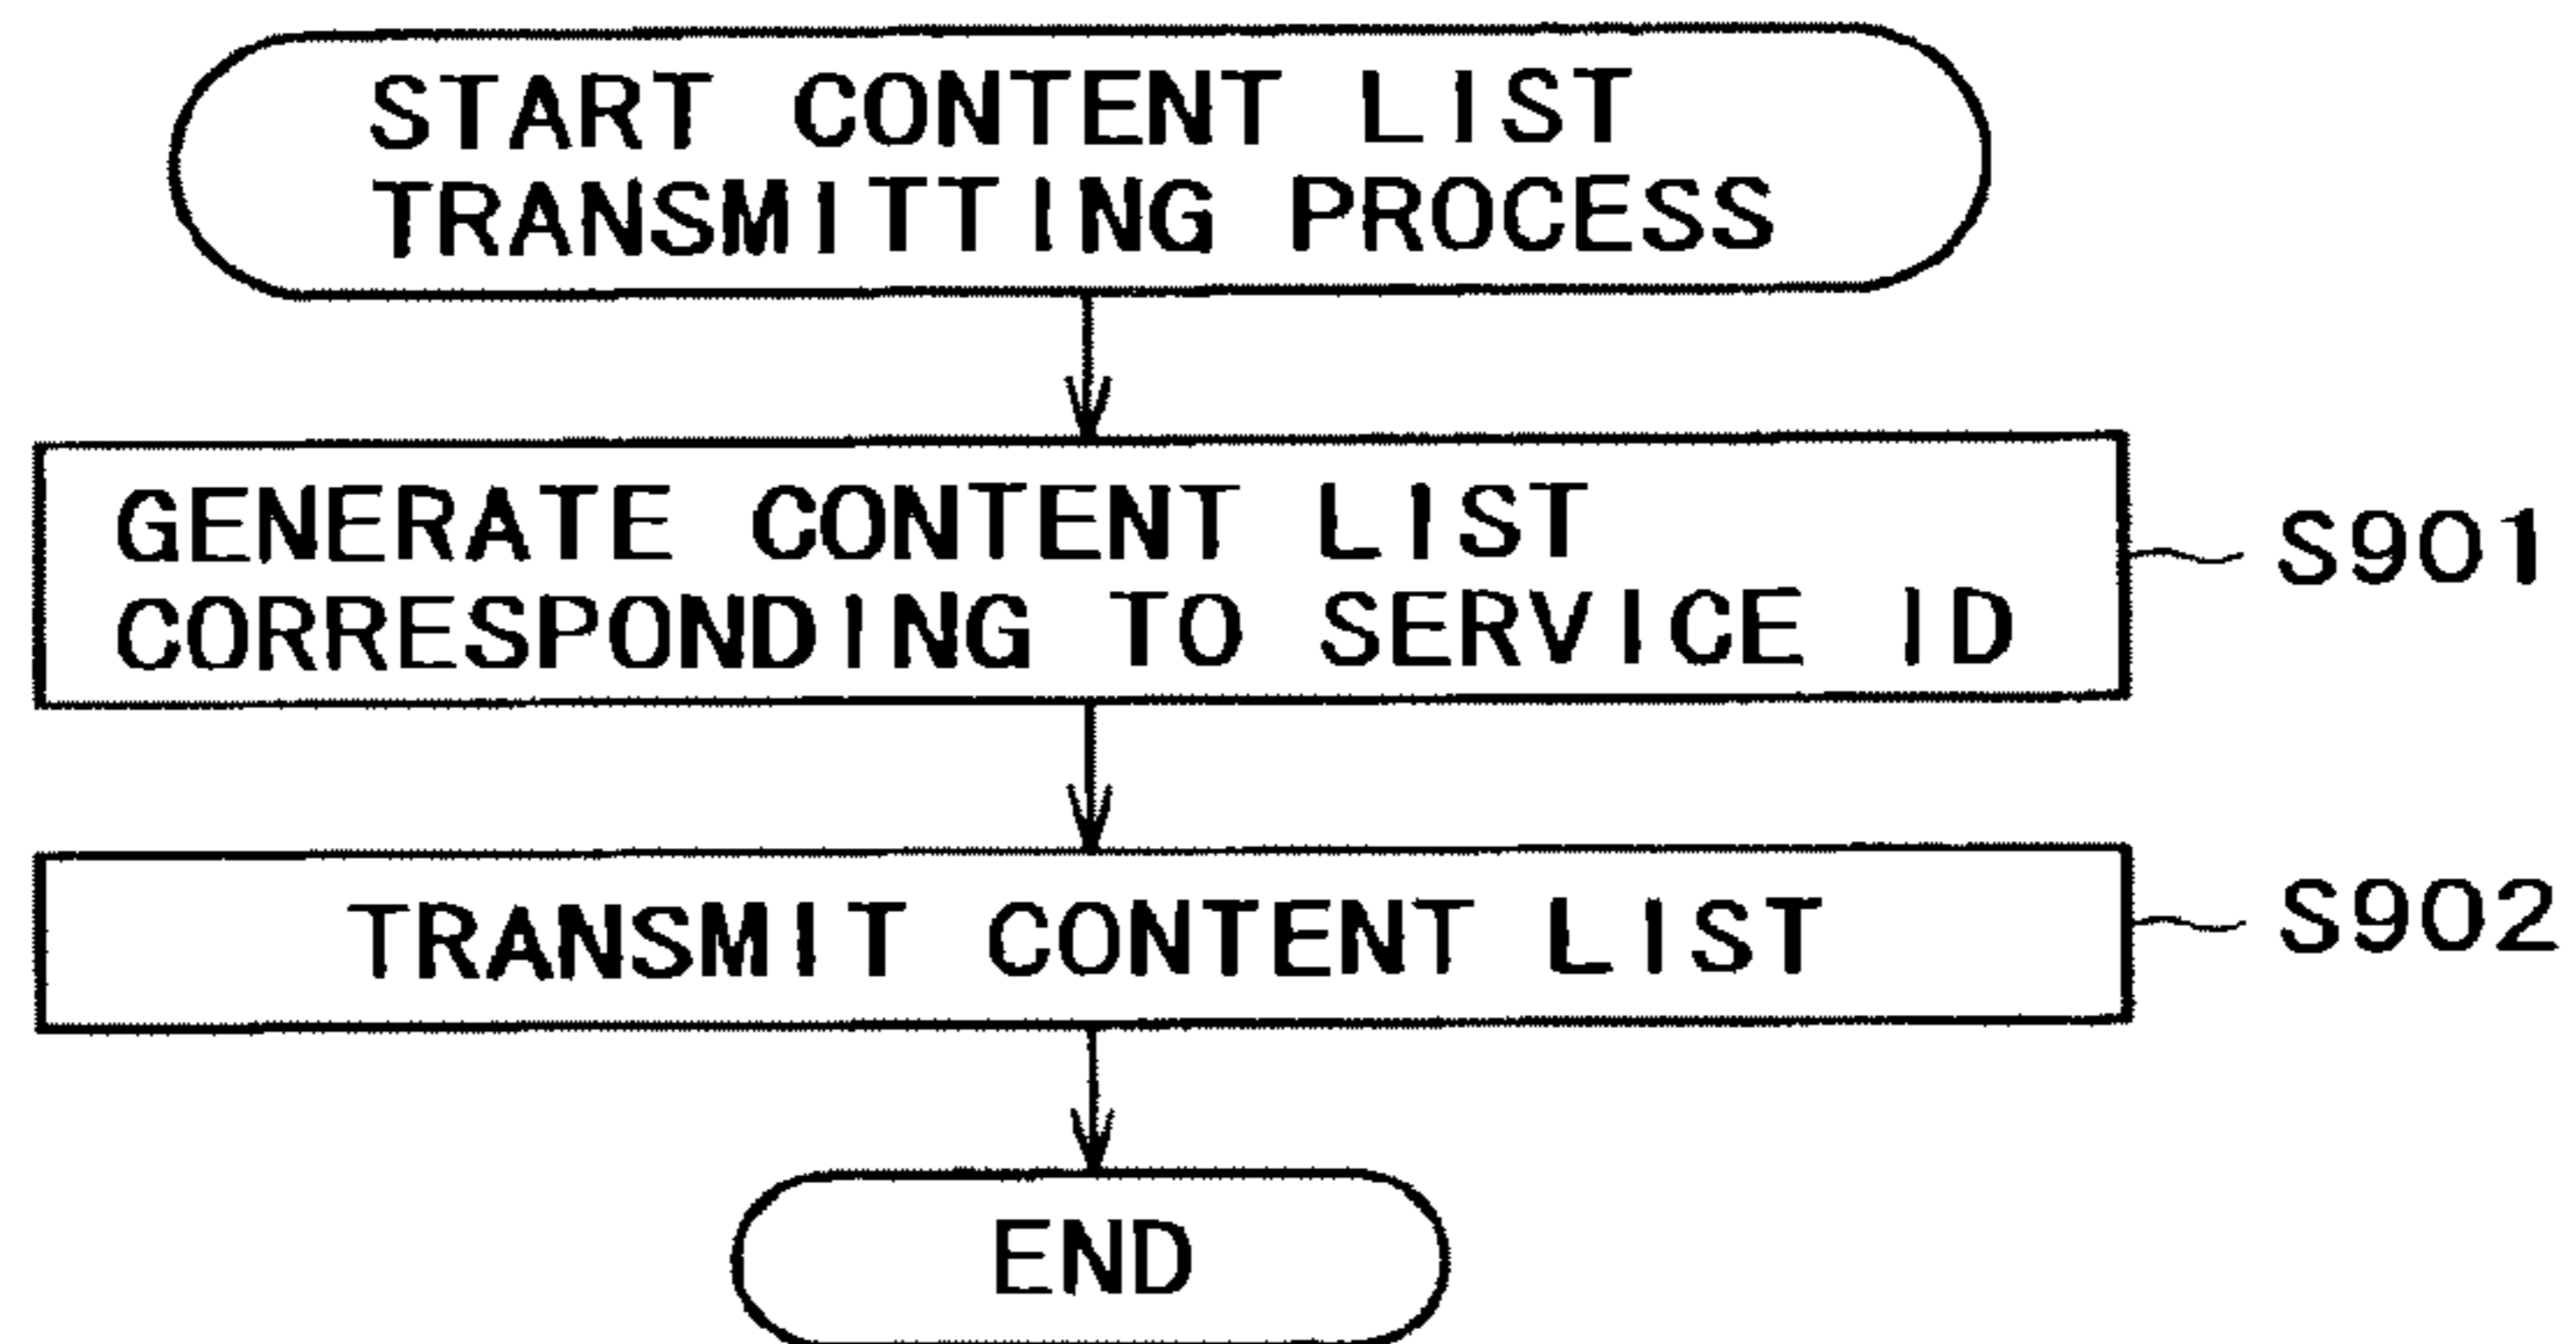 START CONTENT LIST
TRANSMITTING PROCESS
GENERATE CONTENT LIST
CORRESPONDING TO SERVICE ID
S901
TRANSMIT CONTENT LIST
S902
END